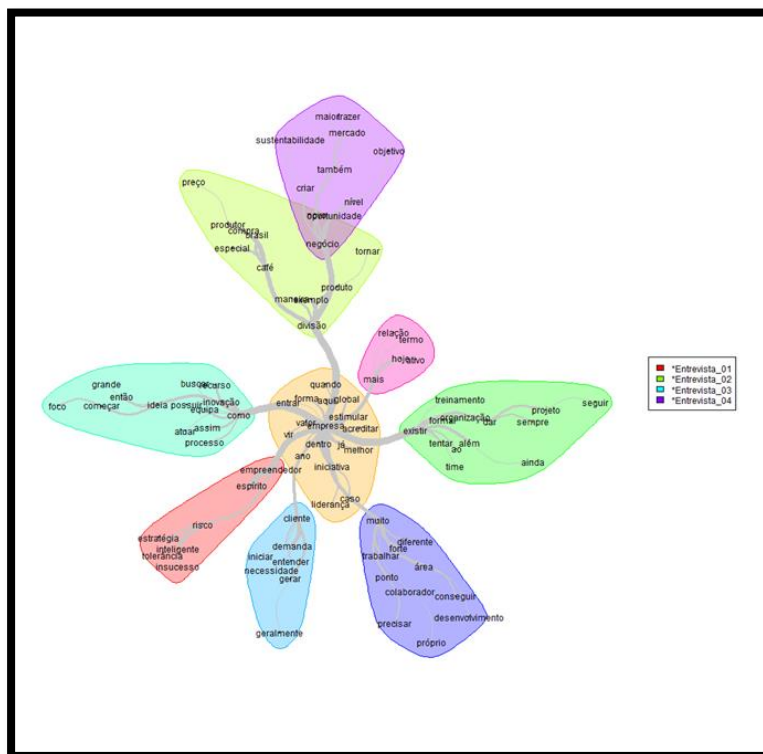 maior trazer
mercado
sustentabilidade
objetivo
também
criar
nível
oportunidade
negócio
preço
produtor
compra
brasil
especial
café
tornar
produto
maneira
exemplo
divisão
relação
termo
hoje
ativo
mais
quando
global
forma
aqui
entrar
estimular
valor
empresa
acreditar
vir
dentro
já
melhor
ano
iniciativa
caso
liderança
grande
buscar
recurso
então
foco
começar
ideia
possuir
inovação
equipa
como
assim
atuar
processo
treinamento
seguir
projeto
organização
formar
dar
sempre
existir
tentar
além
ao
time
ainda
empreendedor
espírito
risco
estratégia
inteligente
tolerância
insucesso
cliente
demanda
iniciar
entender
necessidade
gerar
geralmente
muito
diferente
forte
trabalhar
área
ponto
colaborador
conseguir
desenvolvimento
precisar
próprio
*Entrevista_01
*Entrevista_02
*Entrevista_03
*Entrevista_04